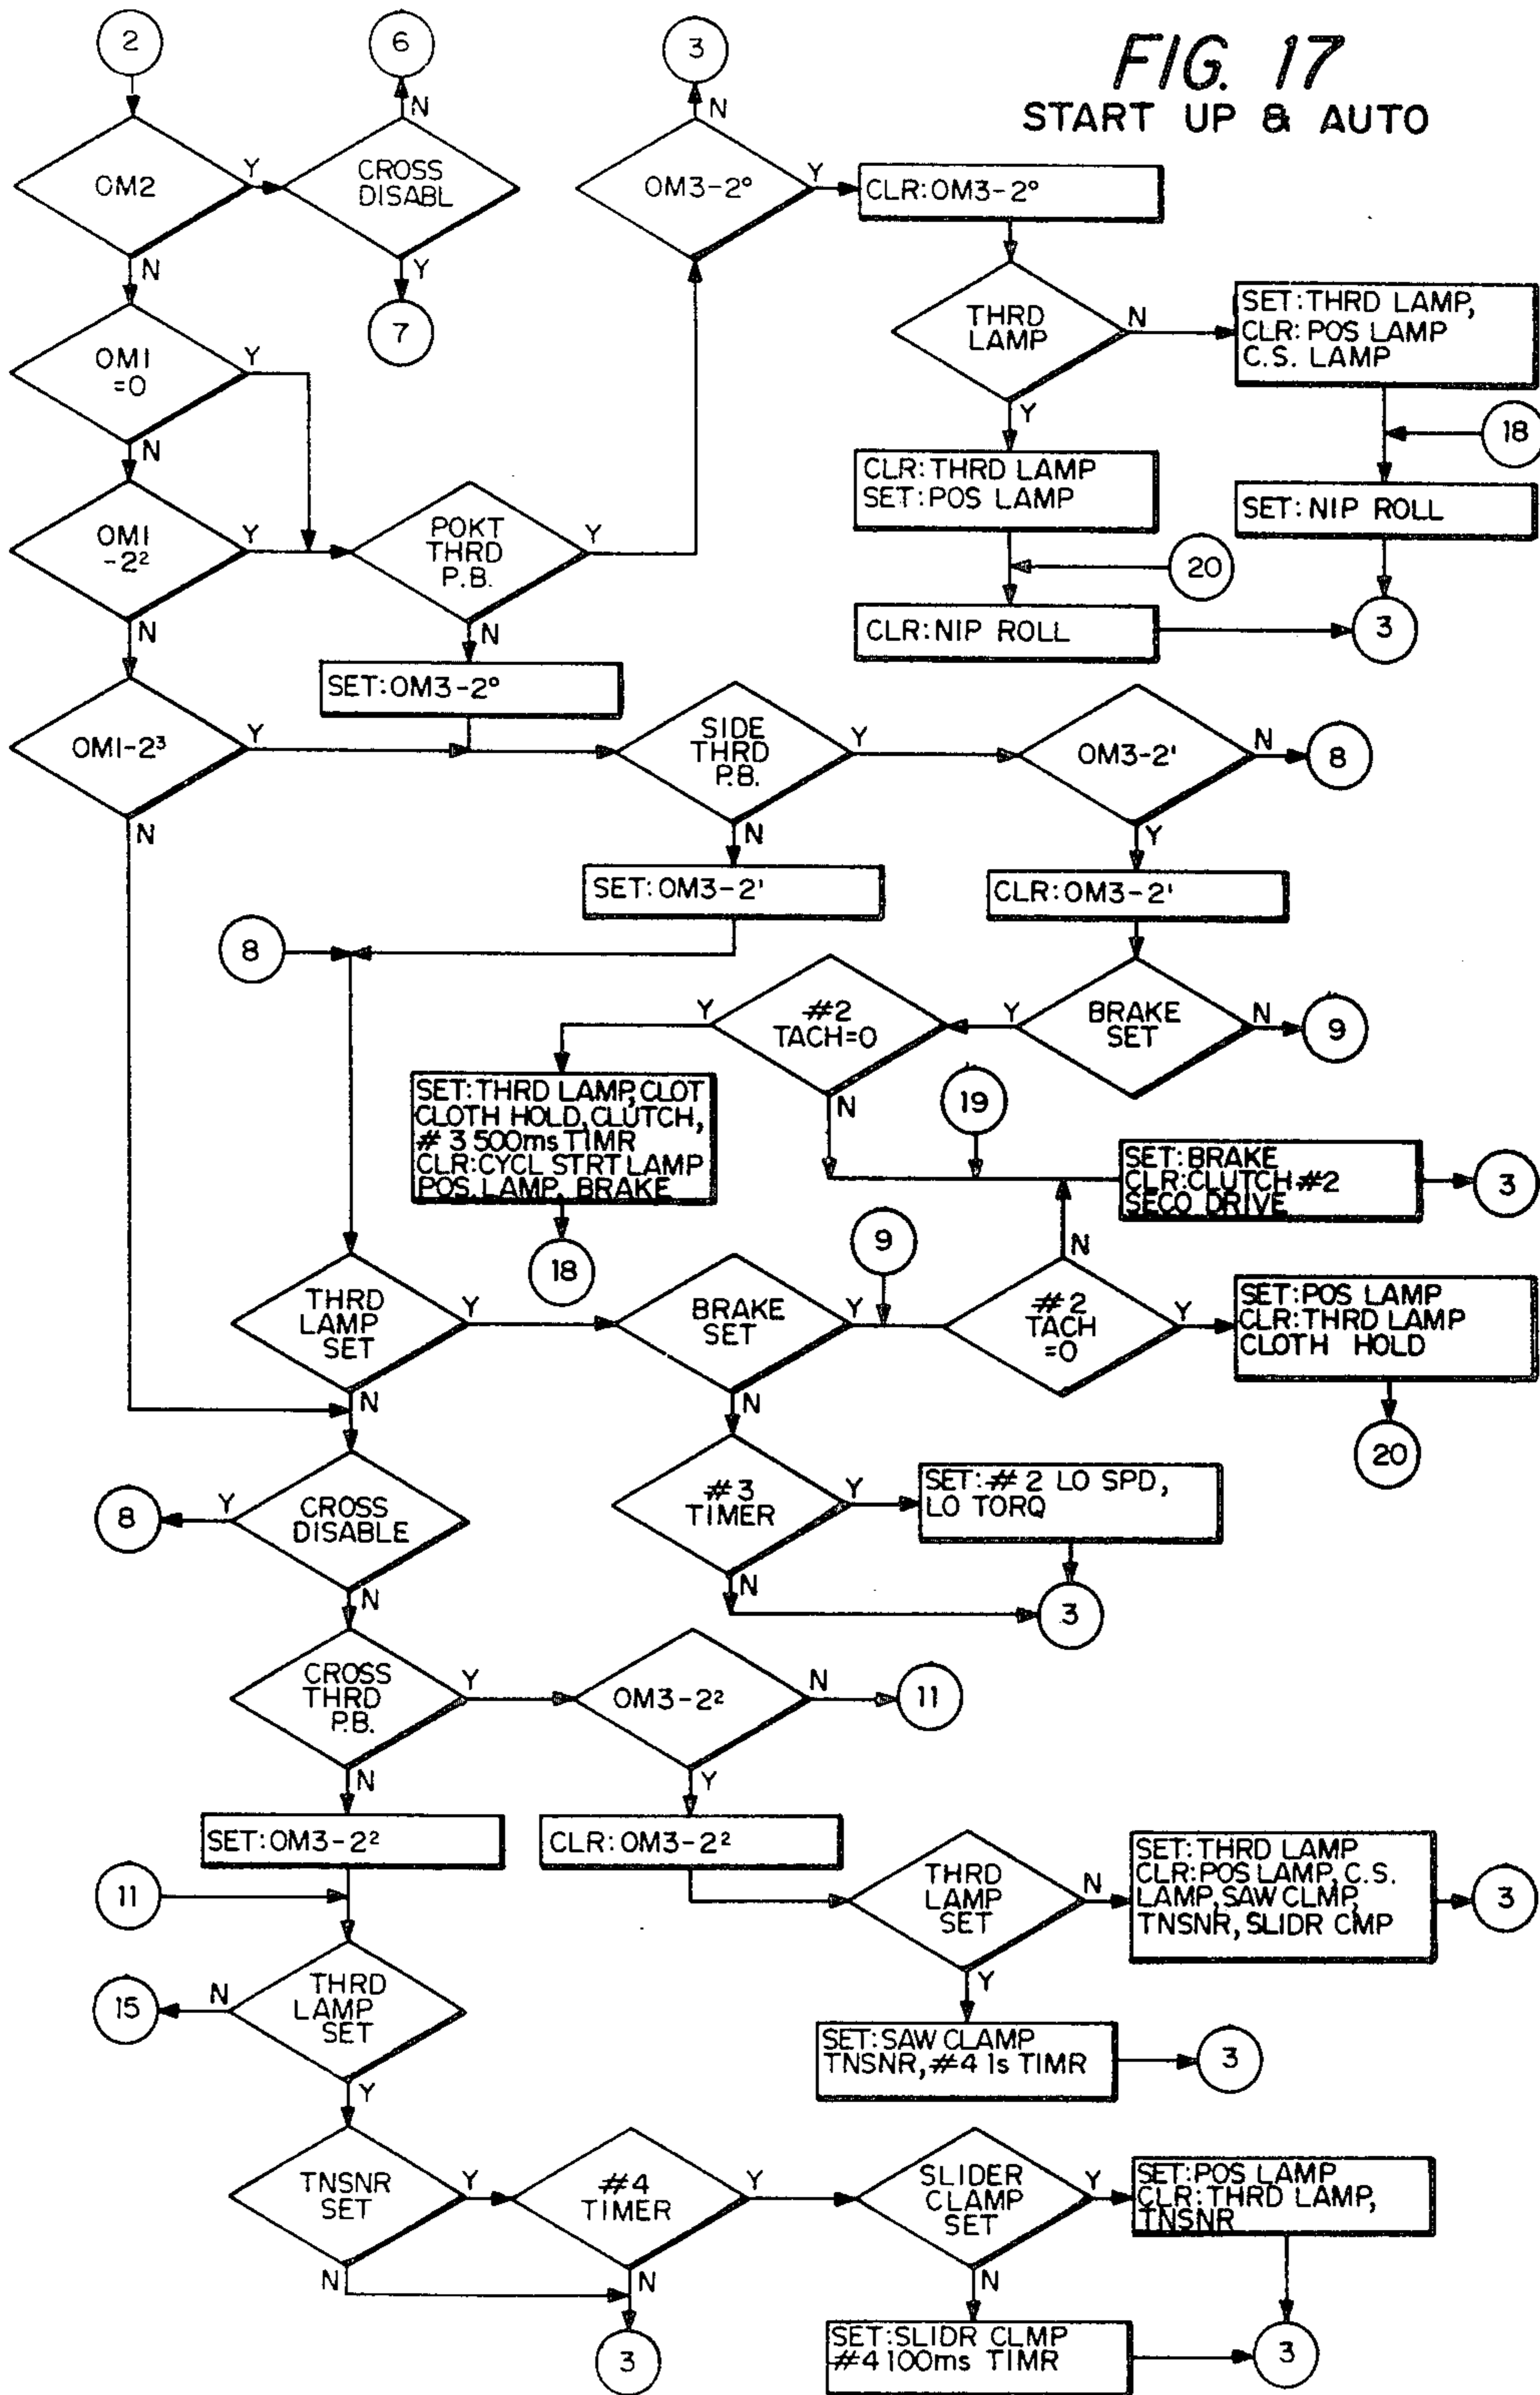 FIG. 17
START UP & AUTO
2
6
3
N
N
OM2
Y
CROSS
DISABL
OM3-2°
Y
CLR:OM3-2°
N
Y
7
OM1
=0
Y
THRD
LAMP
N
SET:THRD LAMP,
CLR: POS LAMP
C.S. LAMP
N
Y
18
OM1
-2²
Y
POKT
THRD
P.B.
Y
CLR:THRD LAMP
SET:POS LAMP
SET:NIP ROLL
20
N
N
CLR:NIP ROLL
3
SET:OM3-2°
OM1-2³
Y
SIDE
THRD
P.B.
Y
OM3-2¹
N
8
N
N
Y
SET:OM3-2¹
CLR:OM3-2¹
8
Y
#2
TACH=0
Y
BRAKE
SET
N
9
SET:THRD LAMP, CLOT
CLOTH HOLD, CLUTCH,
# 3 500ms TIMR
CLR:CYCL STRT LAMP
POS LAMP, BRAKE
N
19
SET:BRAKE
CLR:CLUTCH #2
SECO DRIVE
3
18
9
N
THRD
LAMP
SET
Y
BRAKE
SET
Y
#2
TACH
=0
Y
SET:POS LAMP
CLR:THRD LAMP
CLOTH HOLD
N
N
20
8
Y
CROSS
DISABLE
#3
TIMER
Y
SET: # 2 LO SPD,
LO TORQ
N
N
3
CROSS
THRD
P.B.
Y
OM3-2²
N
11
N
Y
SET:OM3-2²
CLR:OM3-2²
11
THRD
LAMP
SET
N
SET:THRD LAMP
CLR:POS LAMP, C.S.
LAMP, SAW CLMP,
TNSNR, SLIDR CMP
3
15
N
THRD
LAMP
SET
Y
SET:SAW CLAMP
TNSNR, #4 1s TIMR
3
Y
TNSNR
SET
Y
#4
TIMER
Y
SLIDER
CLAMP
SET
Y
SET:POS LAMP
CLR:THRD LAMP,
TNSNR
N
N
N
3
SET:SLIDR CLMP
#4 100ms TIMR
3